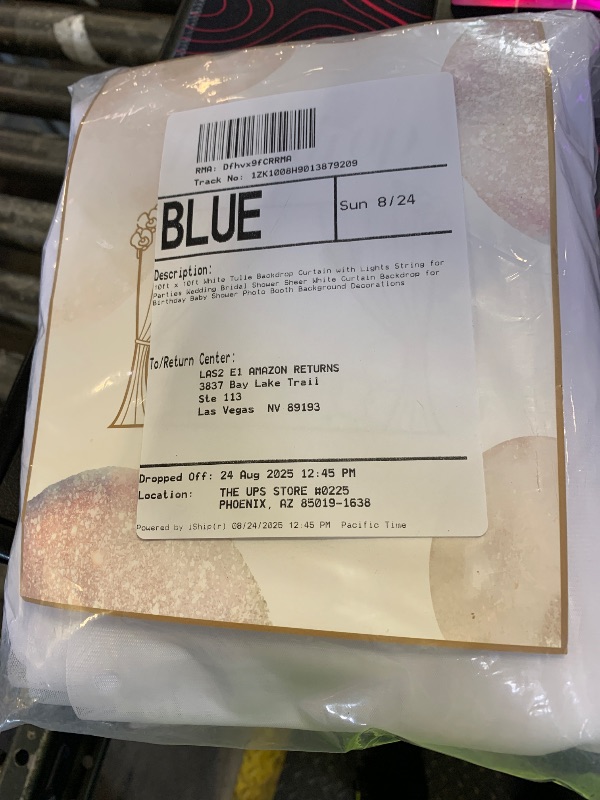 RMA: Dfhvx9fCRRMA
Track No: 1ZK1008H9013879209
BLUE
Sun 8/24
Description:
10ft x 10ft White Tulle Backdrop Curtain with Lights String for
Parties Wedding Bridal Shower Sheer White Curtain Backdrop for
Birthday Baby Shower Photo Booth Background Decorations
To/Return Center:
LAS2 E1 AMAZON RETURNS
3837 Bay Lake Trail
Ste 113
Las Vegas NV 89193
Dropped Off: 24 Aug 2025 12:45 PM
Location: THE UPS STORE #0225
PHOENIX, AZ 85019-1638
Powered by iShip(r) 08/24/2025 12:45 PM Pacific Time